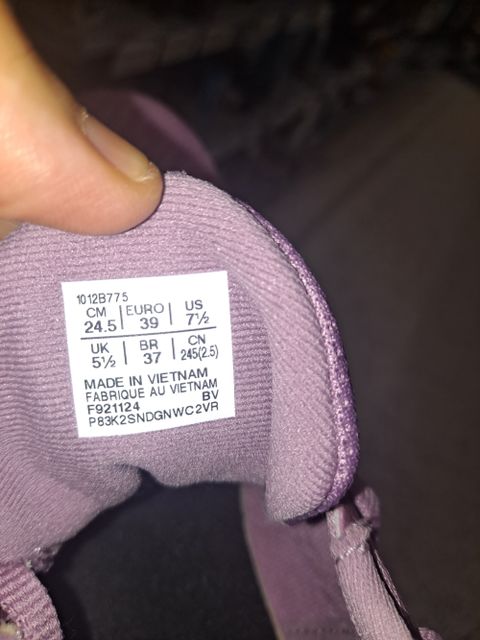 1012B775
CM EURO US
24.5 39 7½
UK BR CN
5½ 37 245(2.5)
MADE IN VIETNAM
FABRIQUE AU VIETNAM
F921124 BV
P83K2SNDGNWC2VR